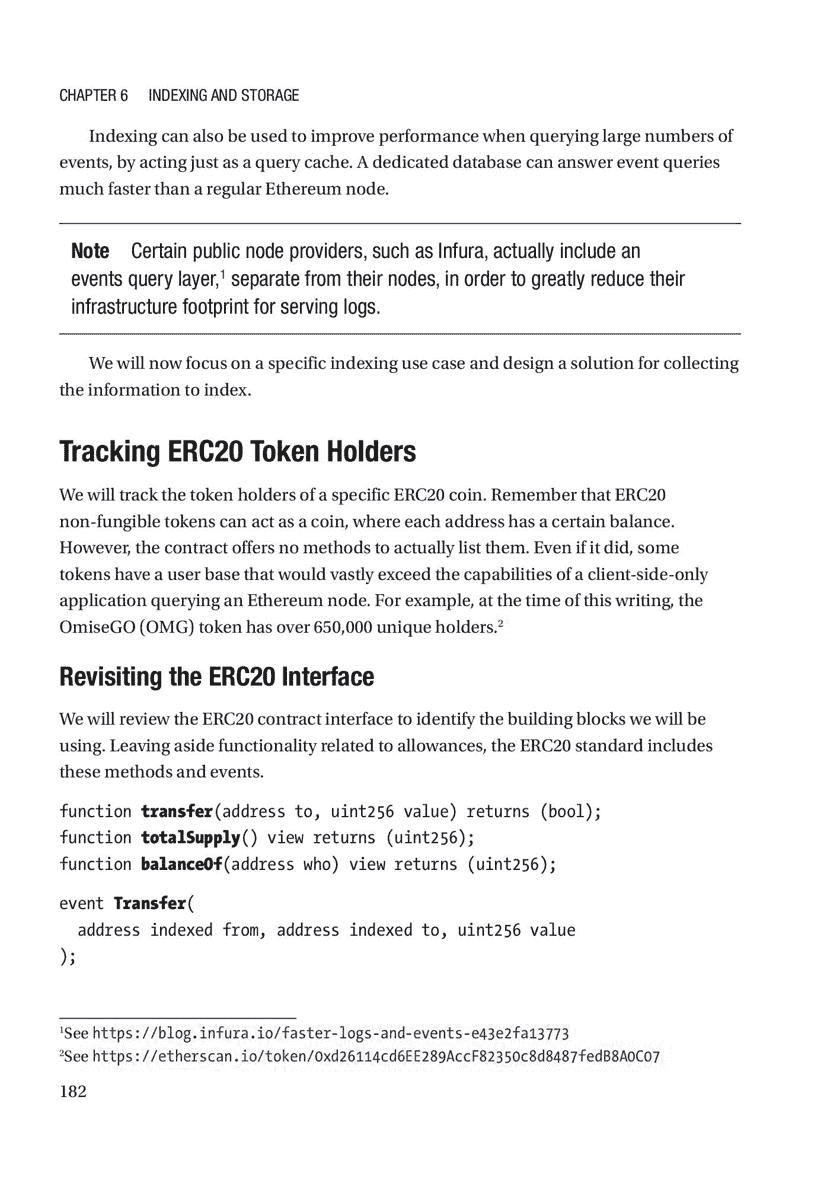 CHAPTER 6 INDEXING AND STORAGE
Indexing can also be used to improve performance when querying large numbers of
events, by acting just as a query cache. A dedicated database can answer event queries
much faster than a regular Ethereum node.
Note Certain public node providers, such as Infura, actually include an
events query layer,¹ separate from their nodes, in order to greatly reduce their
infrastructure footprint for serving logs.
We will now focus on a specific indexing use case and design a solution for collecting
the information to index.
Tracking ERC20 Token Holders
We will track the token holders of a specific ERC20 coin. Remember that ERC20
non-fungible tokens can act as a coin, where each address has a certain balance.
However, the contract offers no methods to actually list them. Even if it did, some
tokens have a user base that would vastly exceed the capabilities of a client-side-only
application querying an Ethereum node. For example, at the time of this writing, the
OmiseGO (OMG) token has over 650,000 unique holders.²
Revisiting the ERC20 Interface
We will review the ERC20 contract interface to identify the building blocks we will be
using. Leaving aside functionality related to allowances, the ERC20 standard includes
these methods and events.
function transfer(address to, uint256 value) returns (bool);
function totalSupply() view returns (uint256);
function balanceOf(address who) view returns (uint256);
event Transfer(
address indexed from, address indexed to, uint256 value
);
¹See https://blog.infura.io/faster-logs-and-events-e43e2fa13773
²See https://etherscan.io/token/0xd26114cd6EE289AccF82350c8d8487fedB8A0C07
182